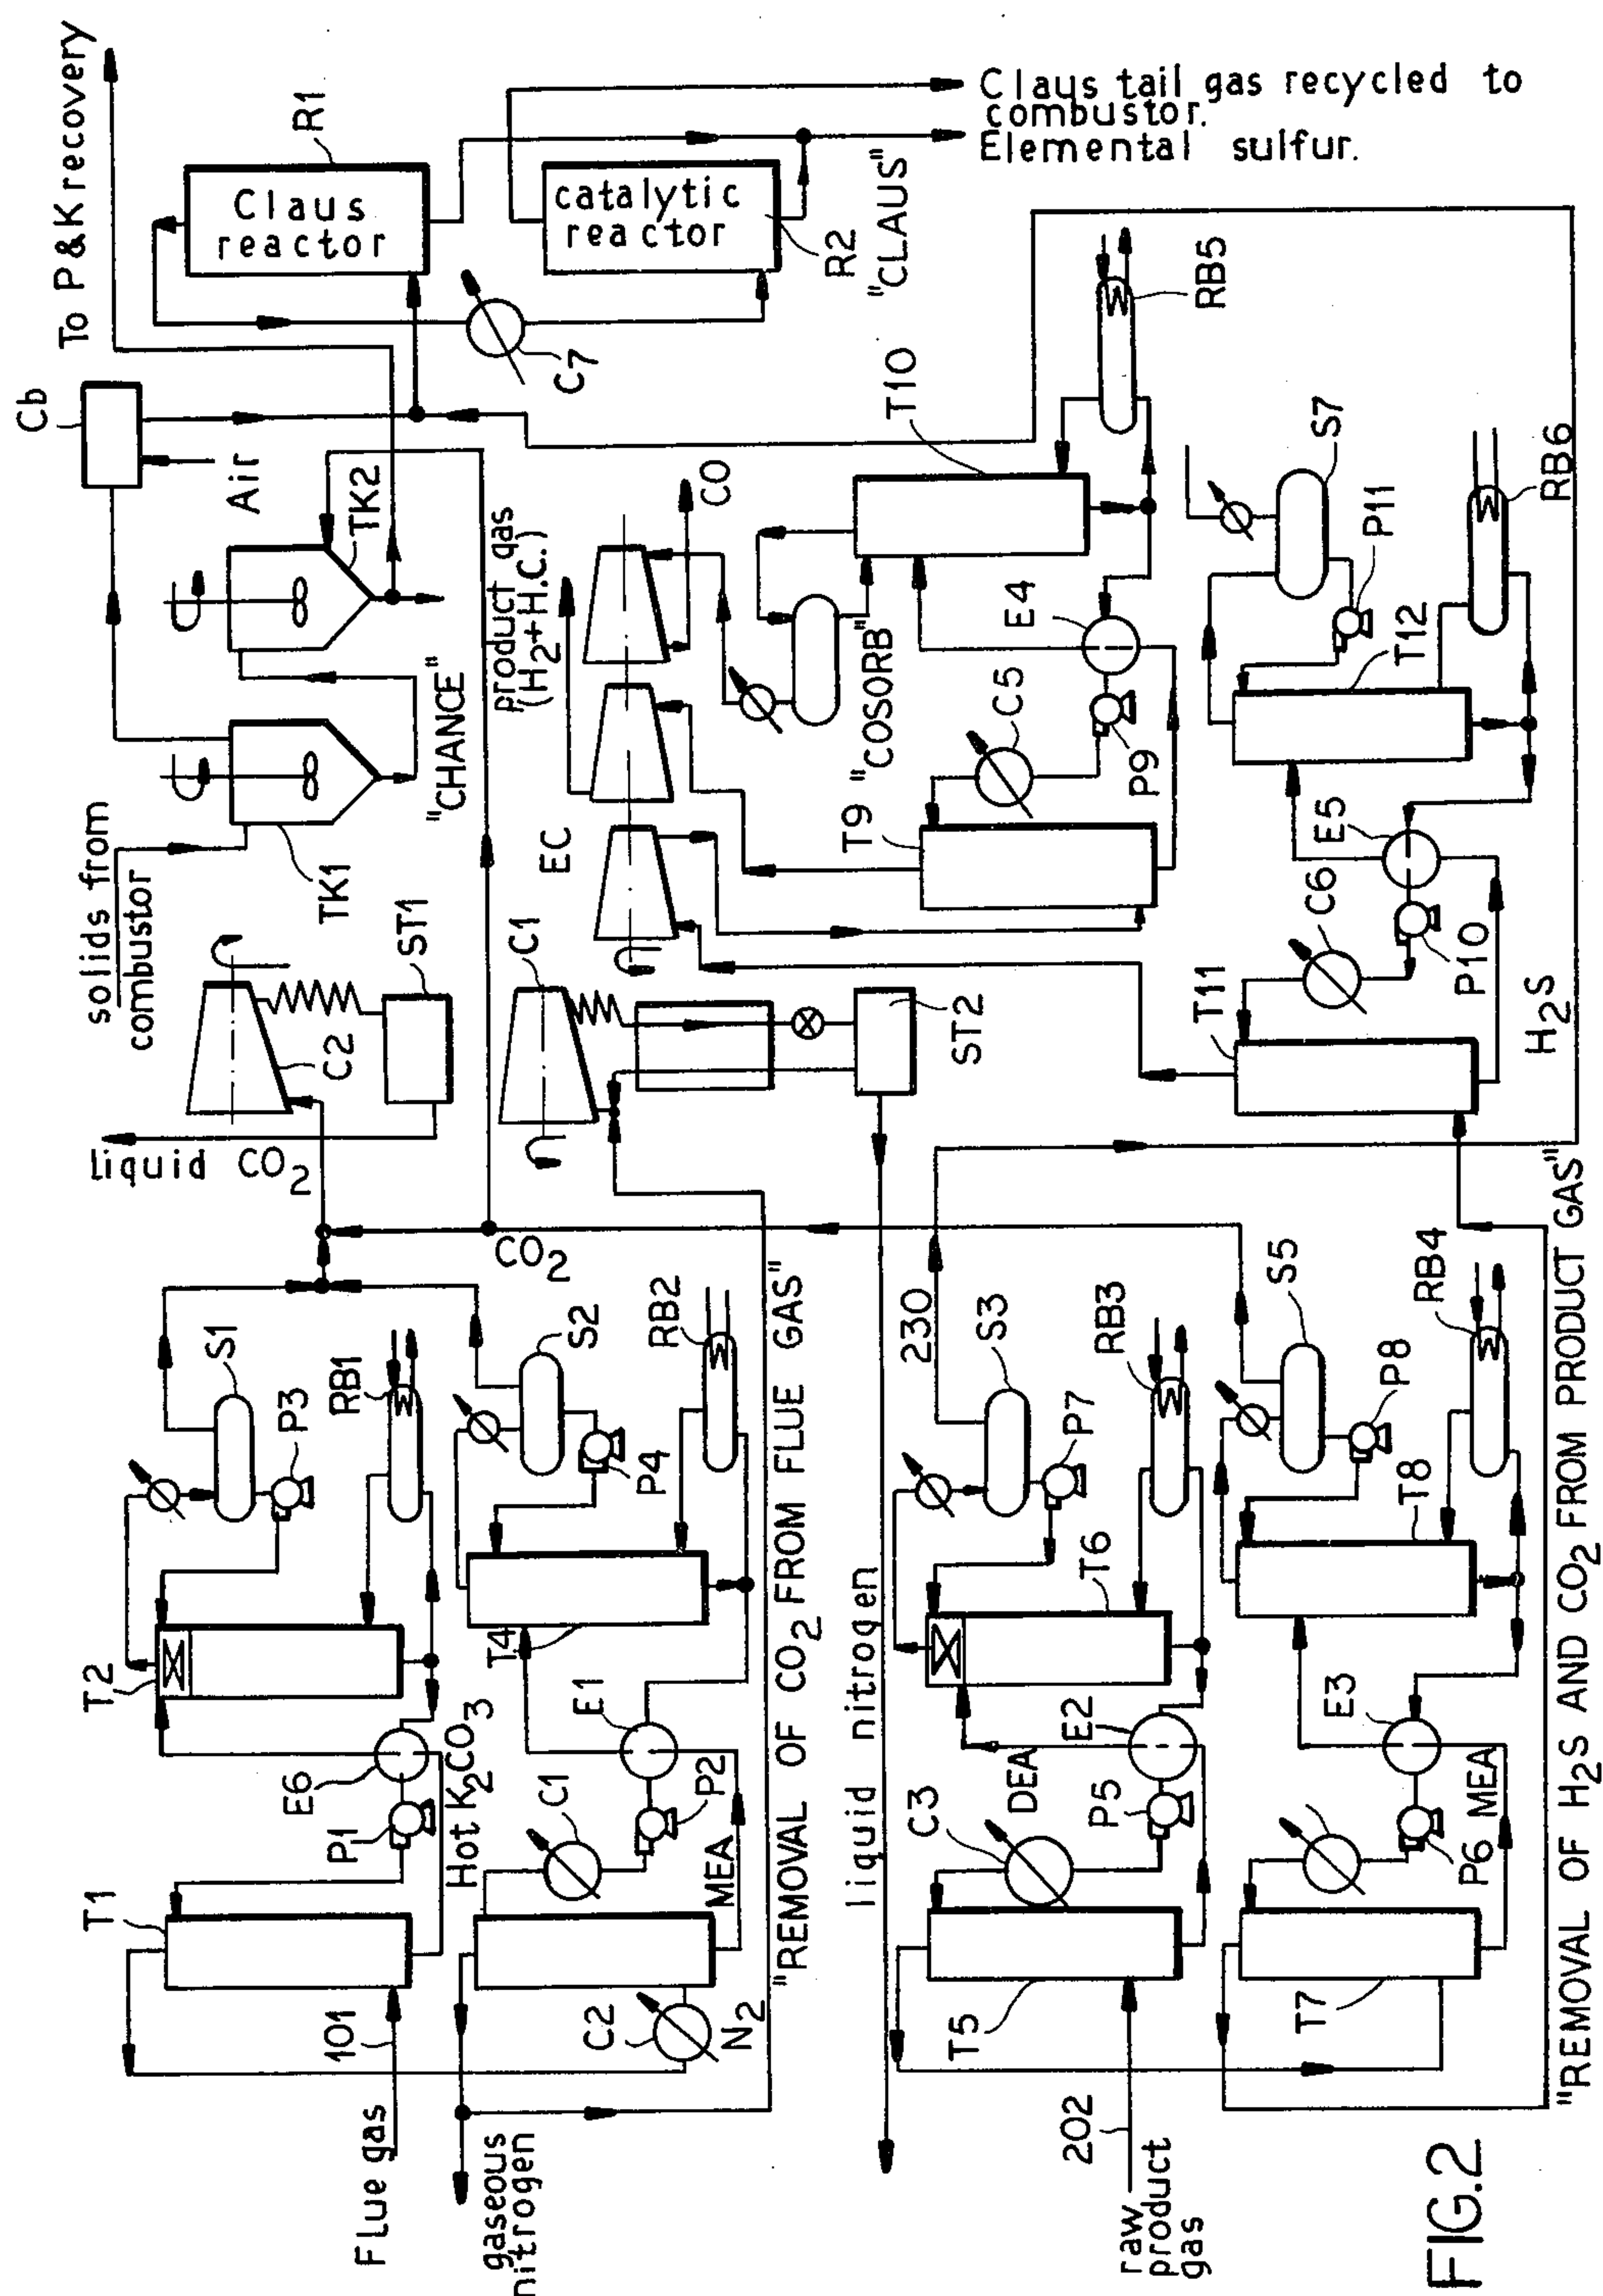 To P & K recovery
Cb
R1
Claus
reactor
catalytic
reactor
R2
"CLAUS"
Claus tail gas recycled to
combustor.
Elemental sulfur.
C7
Air
TK2
solids from
combustor
TK1
"CHANCE"
product gas
(H2+H.C.)
CO
T10
RB5
C2
ST1
liquid CO2
EC
C1
ST2
T9
"COSORB"
C5
P9
E4
S7
P11
RB6
T12
E5
C6
P10
T11
H2S
CO2
S1
P3
RB1
T2
E6
P1
Hot K2CO3
T1
101
Flue gas
S2
P4
RB2
T4
E1
P2
C1
MEA
C2
N2
gaseous
nitrogen
"REMOVAL OF CO2 FROM FLUE GAS"
liquid nitrogen
230
S3
P7
RB3
T6
E2
DEA
P5
C3
T5
202
raw
product
gas
S5
P8
RB4
T8
E3
P6
MEA
T7
"REMOVAL OF H2S AND CO2 FROM PRODUCT GAS"
FIG.2